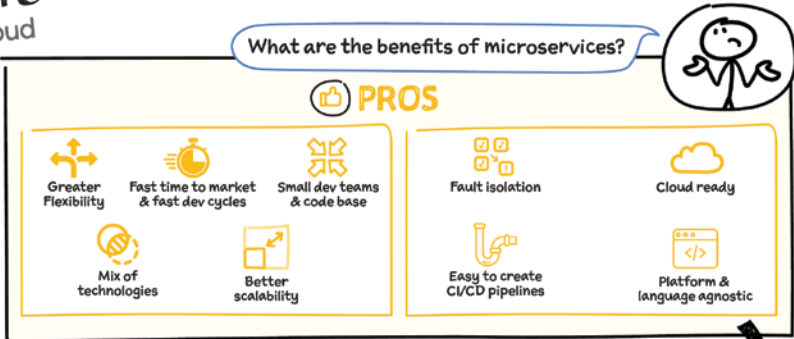 oud
What are the benefits of microservices?
PROS
Greater
Flexibility
Fast time to market
& fast dev cycles
Small dev teams
& code base
Mix of
technologies
Better
scalability
Fault isolation
Cloud ready
Easy to create
CI/CD pipelines
</>
Platform &
language agnostic